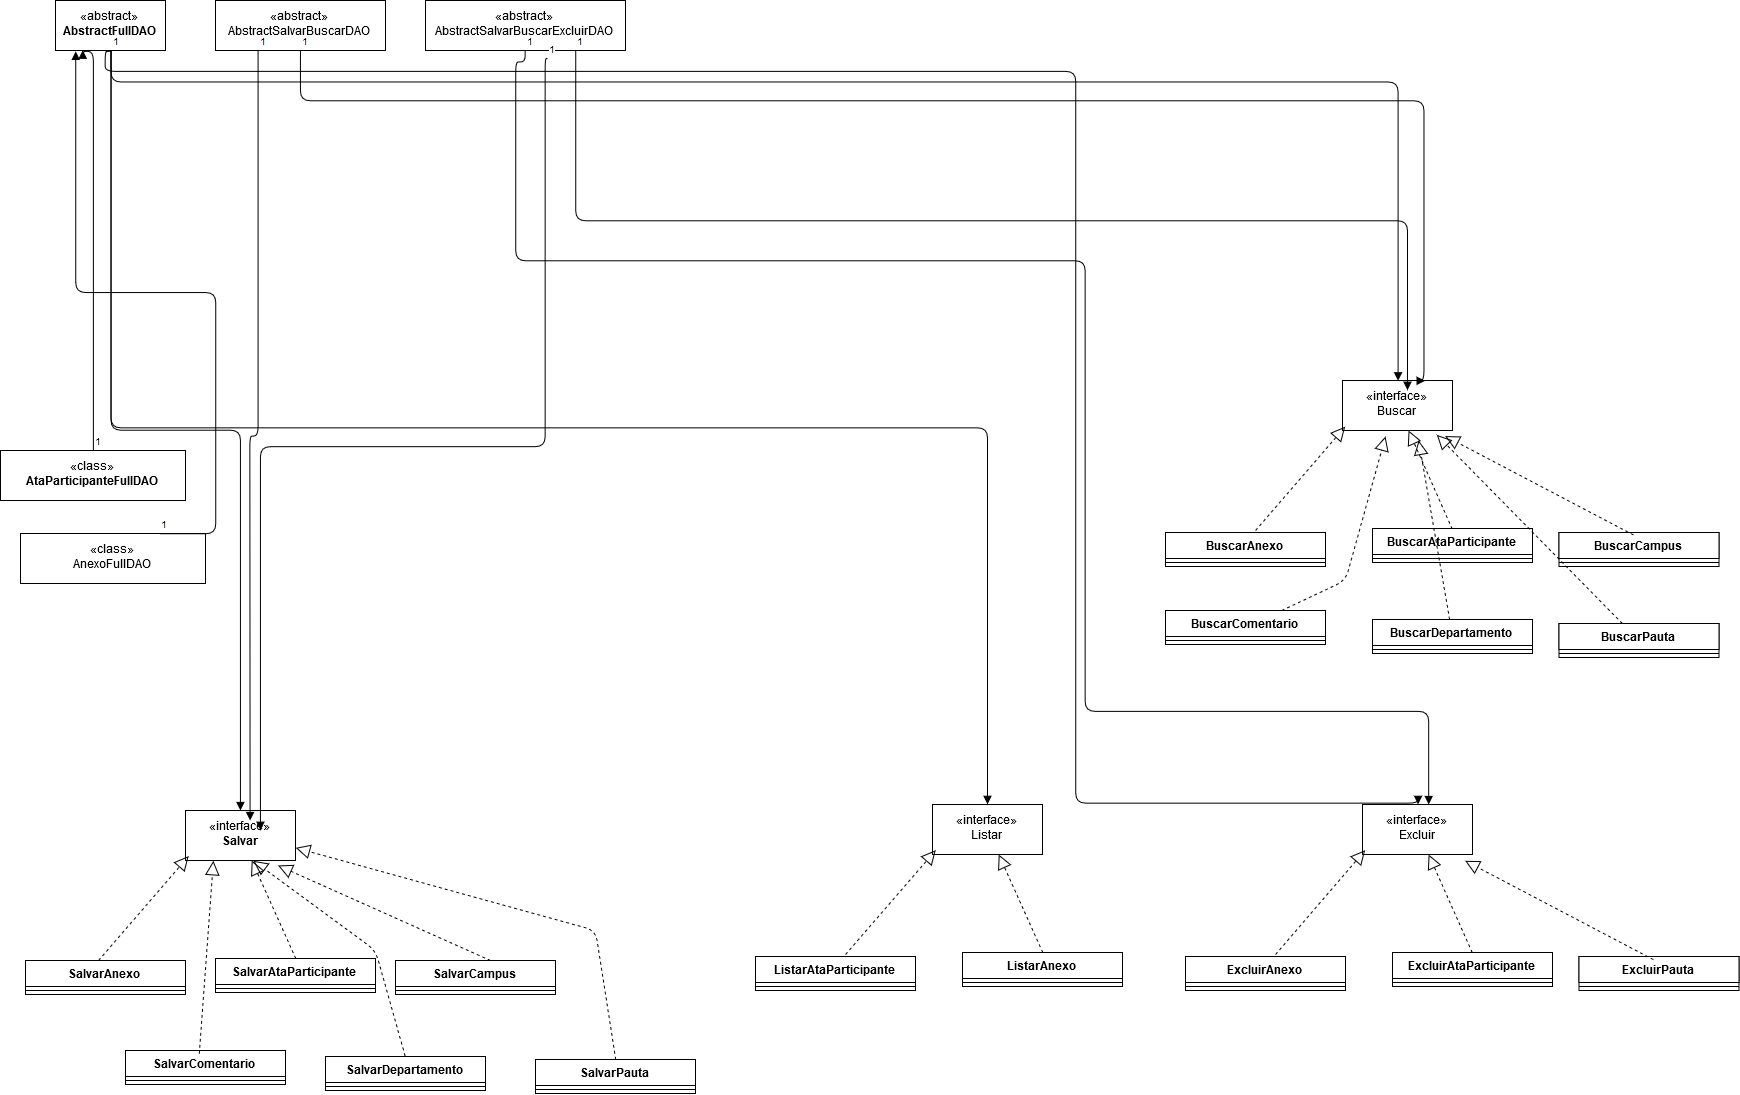 «abstract»
AbstractFullDAO
1
«abstract»
AbstractSalvarBuscarDAO
1
1
«abstract»
AbstractSalvarBuscarExcluirDAO
1
1
1
«interface»
Buscar
1
«class»
AtaParticipanteFullDAO
1
«class»
AnexoFullDAO
BuscarAnexo
BuscarAtaParticipante
BuscarCampus
BuscarComentario
BuscarDepartamento
BuscarPauta
«interface»
Salvar
«interface»
Listar
«interface»
Excluir
SalvarAnexo
SalvarAtaParticipante
SalvarCampus
ListarAtaParticipante
ListarAnexo
ExcluirAnexo
ExcluirAtaParticipante
ExcluirPauta
SalvarComentario
SalvarDepartamento
SalvarPauta